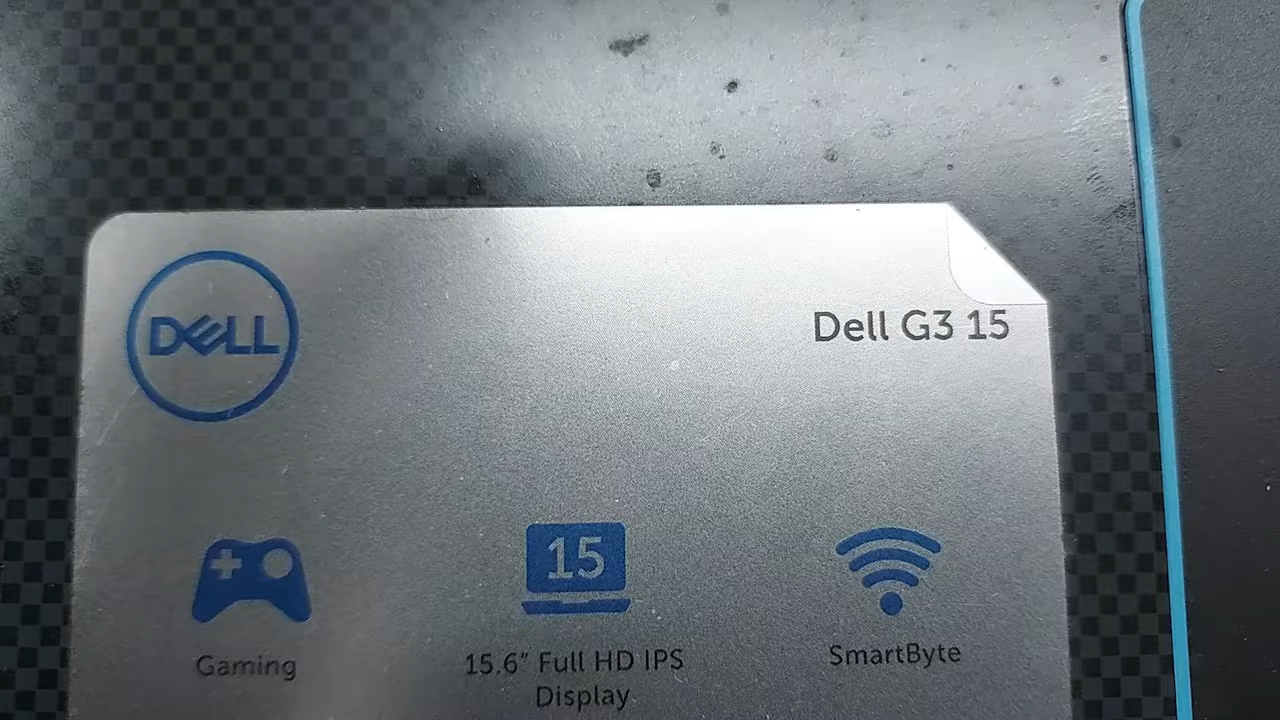 DELL
Dell G3 15
15
Gaming
15.6" Full HD IPS
Display
SmartByte